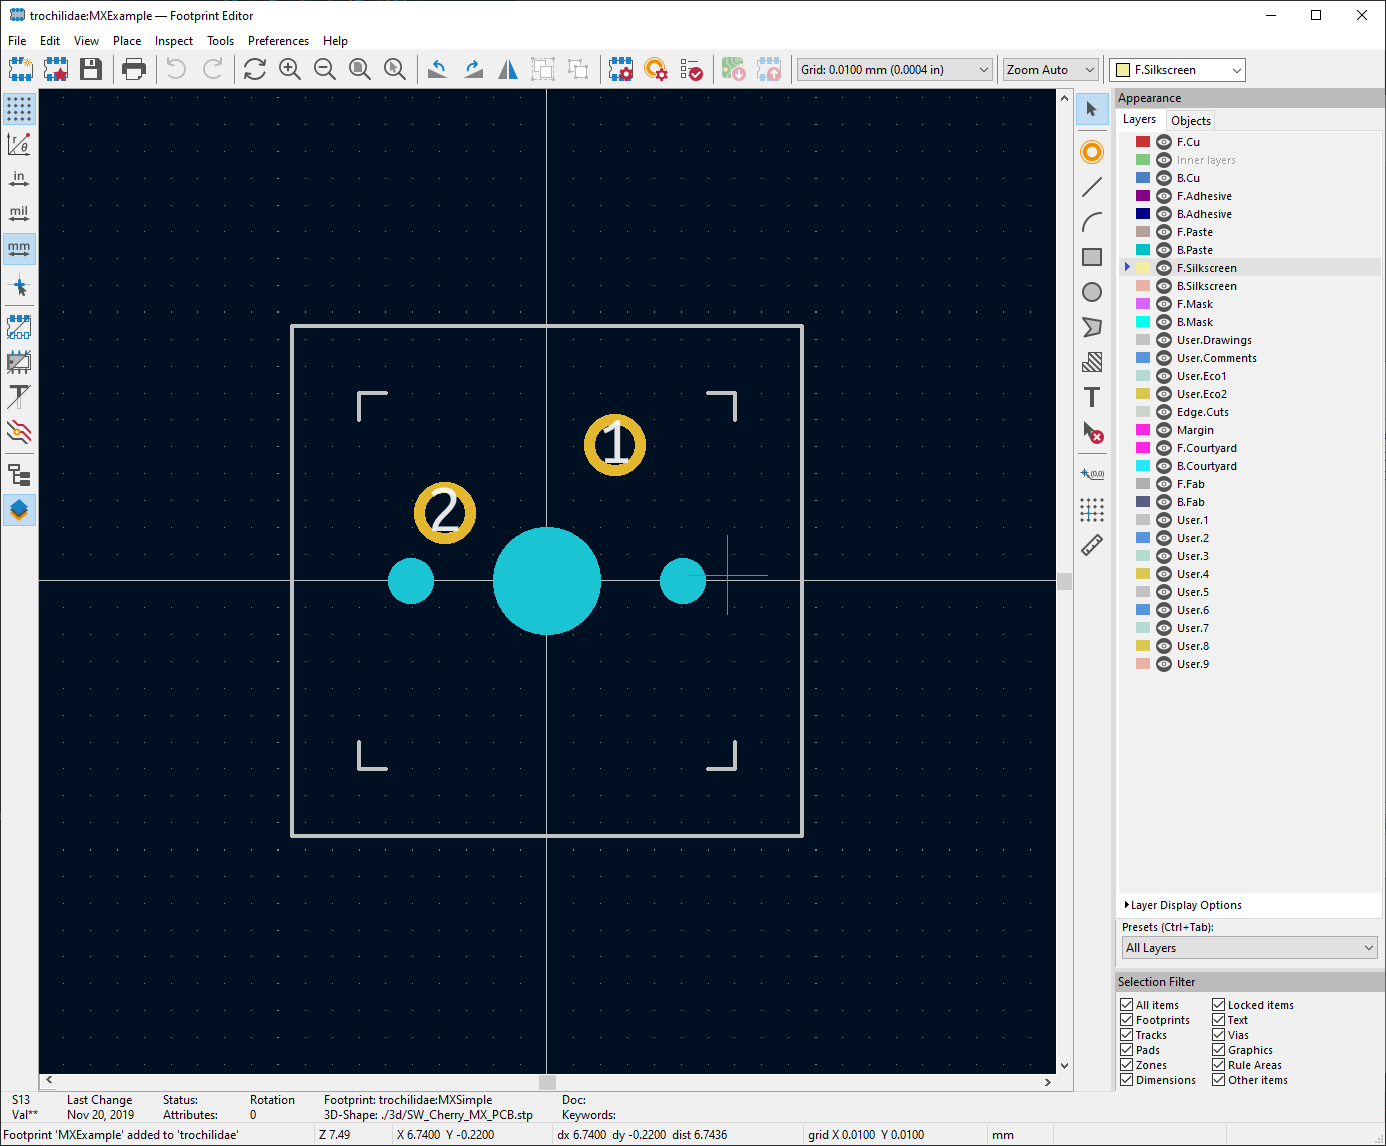 trochilidae:MXExample — Footprint Editor
File Edit View Place Inspect Tools Preferences Help
Grid: 0.0100 mm (0.0004 in) Zoom Auto F.Silkscreen
r
θ
in
mil
mm
1
2
T
(0,0)
Appearance
Layers Objects
F.Cu
Inner layers
B.Cu
F.Adhesive
B.Adhesive
F.Paste
B.Paste
F.Silkscreen
B.Silkscreen
F.Mask
B.Mask
User.Drawings
User.Comments
User.Eco1
User.Eco2
Edge.Cuts
Margin
F.Courtyard
B.Courtyard
F.Fab
B.Fab
User.1
User.2
User.3
User.4
User.5
User.6
User.7
User.8
User.9
Layer Display Options
Presets (Ctrl+Tab):
All Layers
Selection Filter
All items Locked items
Footprints Text
Tracks Vias
Pads Graphics
Zones Rule Areas
Dimensions Other items
S13 Last Change Status: Rotation Footprint: trochilidae:MXSimple Doc:
Val** Nov 20, 2019 Attributes: 0 3D-Shape: ./3d/SW_Cherry_MX_PCB.stp Keywords:
Footprint 'MXExample' added to 'trochilidae' Z 7.49 X 6.7400 Y -0.2200 dx 6.7400 dy -0.2200 dist 6.7436 grid X 0.0100 Y 0.0100 mm